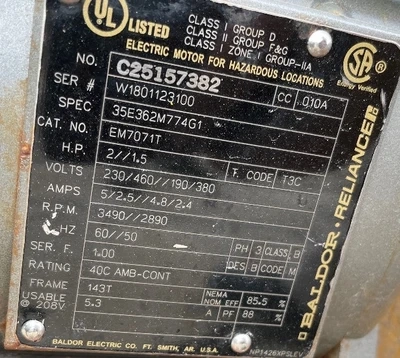 UL LISTED
CLASS I GROUP D
CLASS II GROUP F&G
CLASS I ZONE I GROUP-IIA
ELECTRIC MOTOR FOR HAZARDOUS LOCATIONS
SA
Energy Verified
NO. C25157382 CC 010A
SER # W1801123100
SPEC 35E362M774G1
CAT. NO. EM7071T
H.P. 2//1.5 T. CODE T3C
VOLTS 230/460//190/380
AMPS 5/2.5//4.8/2.4
R.P.M. 3490//2890
HZ 60//50 PH 3 CLASS B
SER. F. 1.00 DES B CODE M
RATING 40C AMB-CONT
FRAME 143T NEMA NOM EFF 85.5 %
USABLE @ 208V 5.3 A PF 88 %
BALDOR ELECTRIC CO. FT. SMITH, AR. U.S.A.
NP1426XPSLEV
BALDOR · RELIANCE